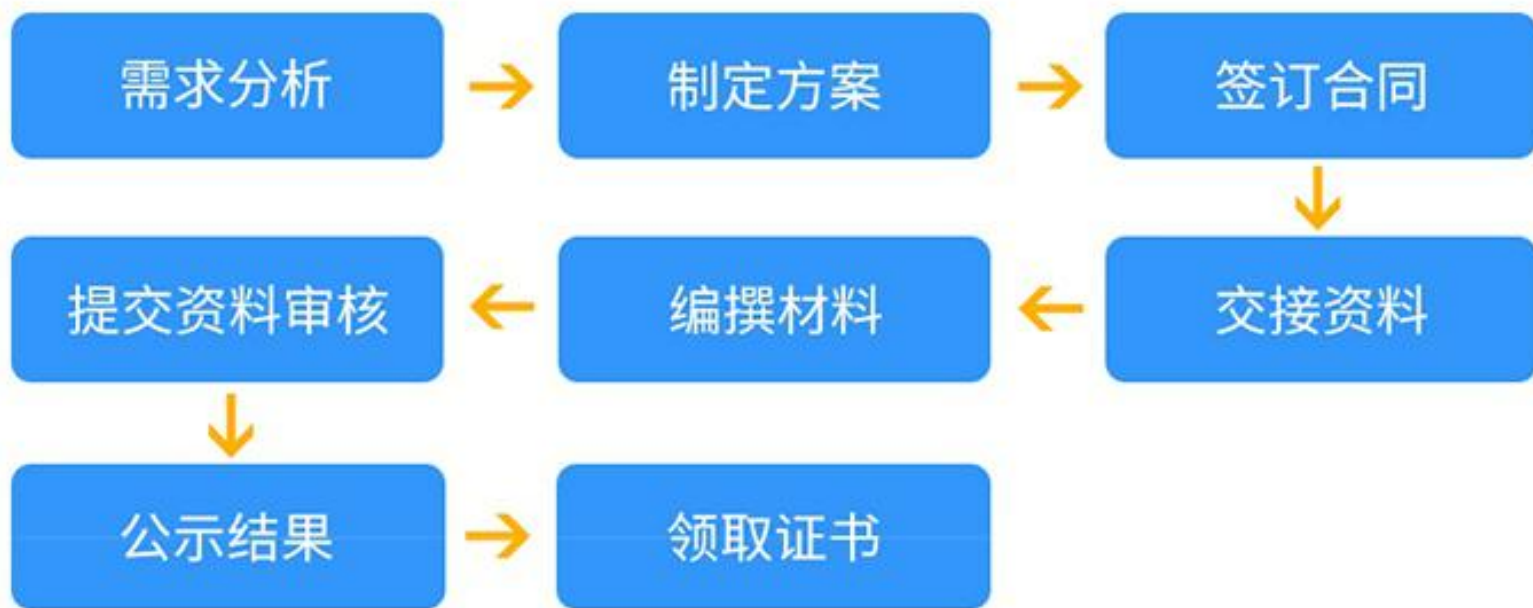 需求分析
制定方案
签订合同
交接资料
编撰材料
提交资料审核
公示结果
领取证书